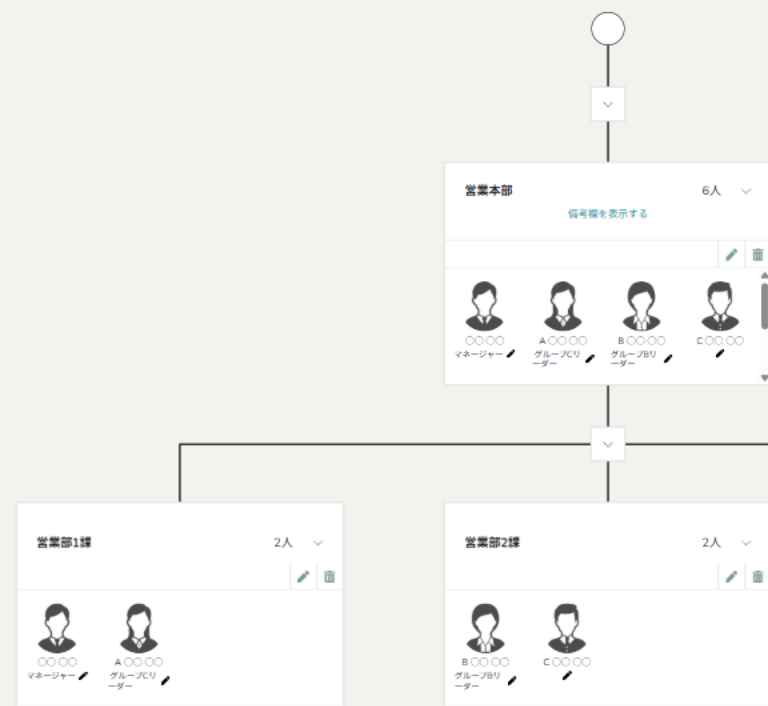 営業本部 6人
備考欄を表示する
〇〇 〇〇
マネージャー
A 〇〇 〇〇
グループCリ
ーダー
B 〇〇 〇〇
グループBリ
ーダー
C 〇〇 〇〇
営業部1課 2人
〇〇 〇〇
マネージャー
A 〇〇 〇〇
グループCリ
ーダー
営業部2課 2人
B 〇〇 〇〇
グループBリ
ーダー
C 〇〇 〇〇